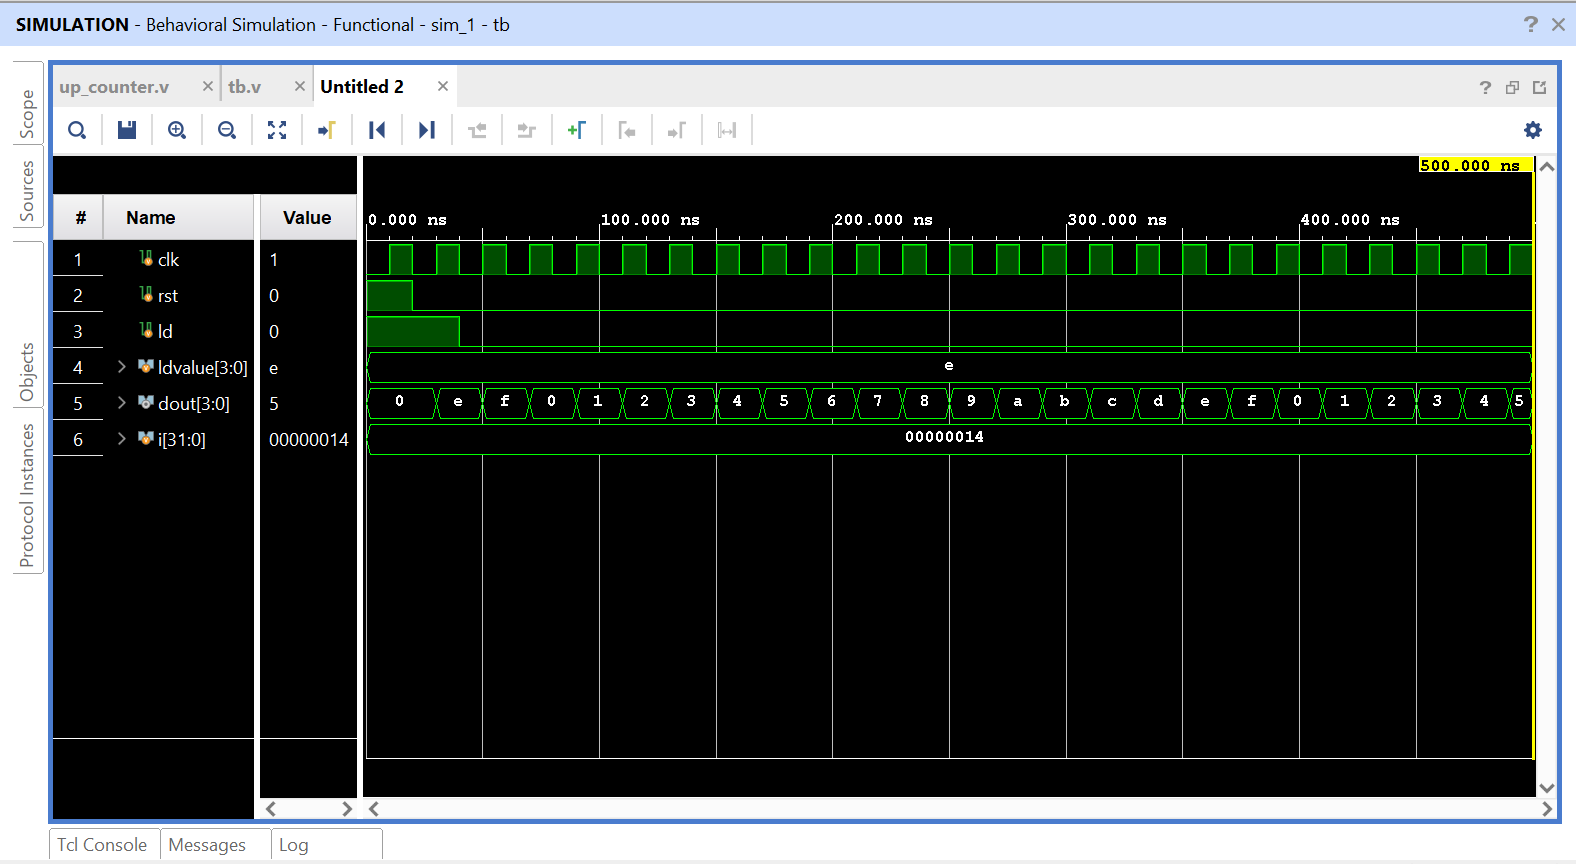 SIMULATION - Behavioral Simulation - Functional - sim_1 - tb
Scope
Sources
Objects
Protocol Instances
up_counter.v
tb.v
Untitled 2
500.000 ns
# Name Value
0.000 ns 100.000 ns 200.000 ns 300.000 ns 400.000 ns
1 clk 1
2 rst 0
3 ld 0
4 ldvalue[3:0] e e
5 dout[3:0] 5 0 e f 0 1 2 3 4 5 6 7 8 9 a b c d e f 0 1 2 3 4 5
6 i[31:0] 00000014 00000014
Tcl Console Messages Log